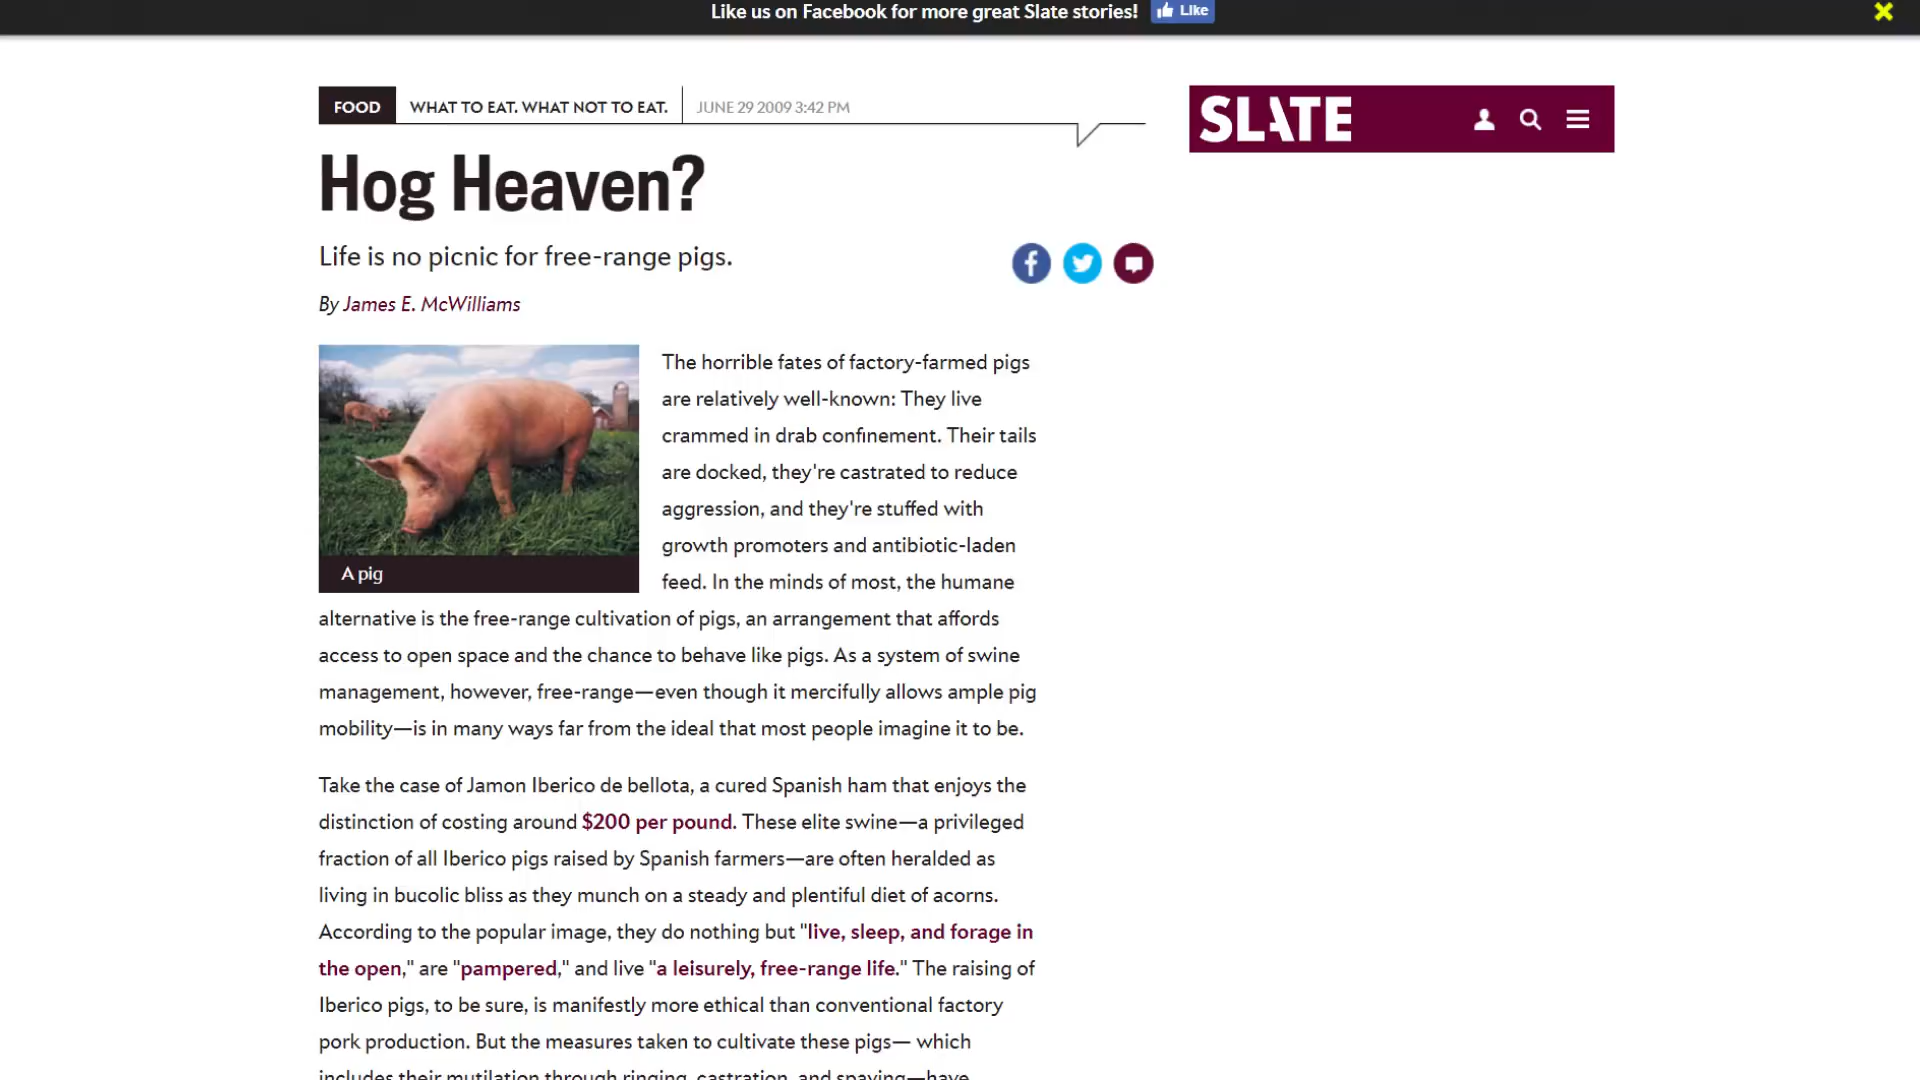 Like us on Facebook for more great Slate stories! Like
FOOD WHAT TO EAT. WHAT NOT TO EAT. JUNE 29 2009 3:42 PM
SLATE
Hog Heaven?
Life is no picnic for free-range pigs.
By James E. McWilliams
The horrible fates of factory-farmed pigs
are relatively well-known: They live
crammed in drab confinement. Their tails
are docked, they're castrated to reduce
aggression, and they're stuffed with
growth promoters and antibiotic-laden
feed. In the minds of most, the humane
A pig
alternative is the free-range cultivation of pigs, an arrangement that affords
access to open space and the chance to behave like pigs. As a system of swine
management, however, free-range—even though it mercifully allows ample pig
mobility—is in many ways far from the ideal that most people imagine it to be.
Take the case of Jamon Iberico de bellota, a cured Spanish ham that enjoys the
distinction of costing around $200 per pound. These elite swine—a privileged
fraction of all Iberico pigs raised by Spanish farmers—are often heralded as
living in bucolic bliss as they munch on a steady and plentiful diet of acorns.
According to the popular image, they do nothing but "live, sleep, and forage in
the open," are "pampered," and live "a leisurely, free-range life." The raising of
Iberico pigs, to be sure, is manifestly more ethical than conventional factory
pork production. But the measures taken to cultivate these pigs— which
includes their mutilation through ringing, castration, and spaying—have